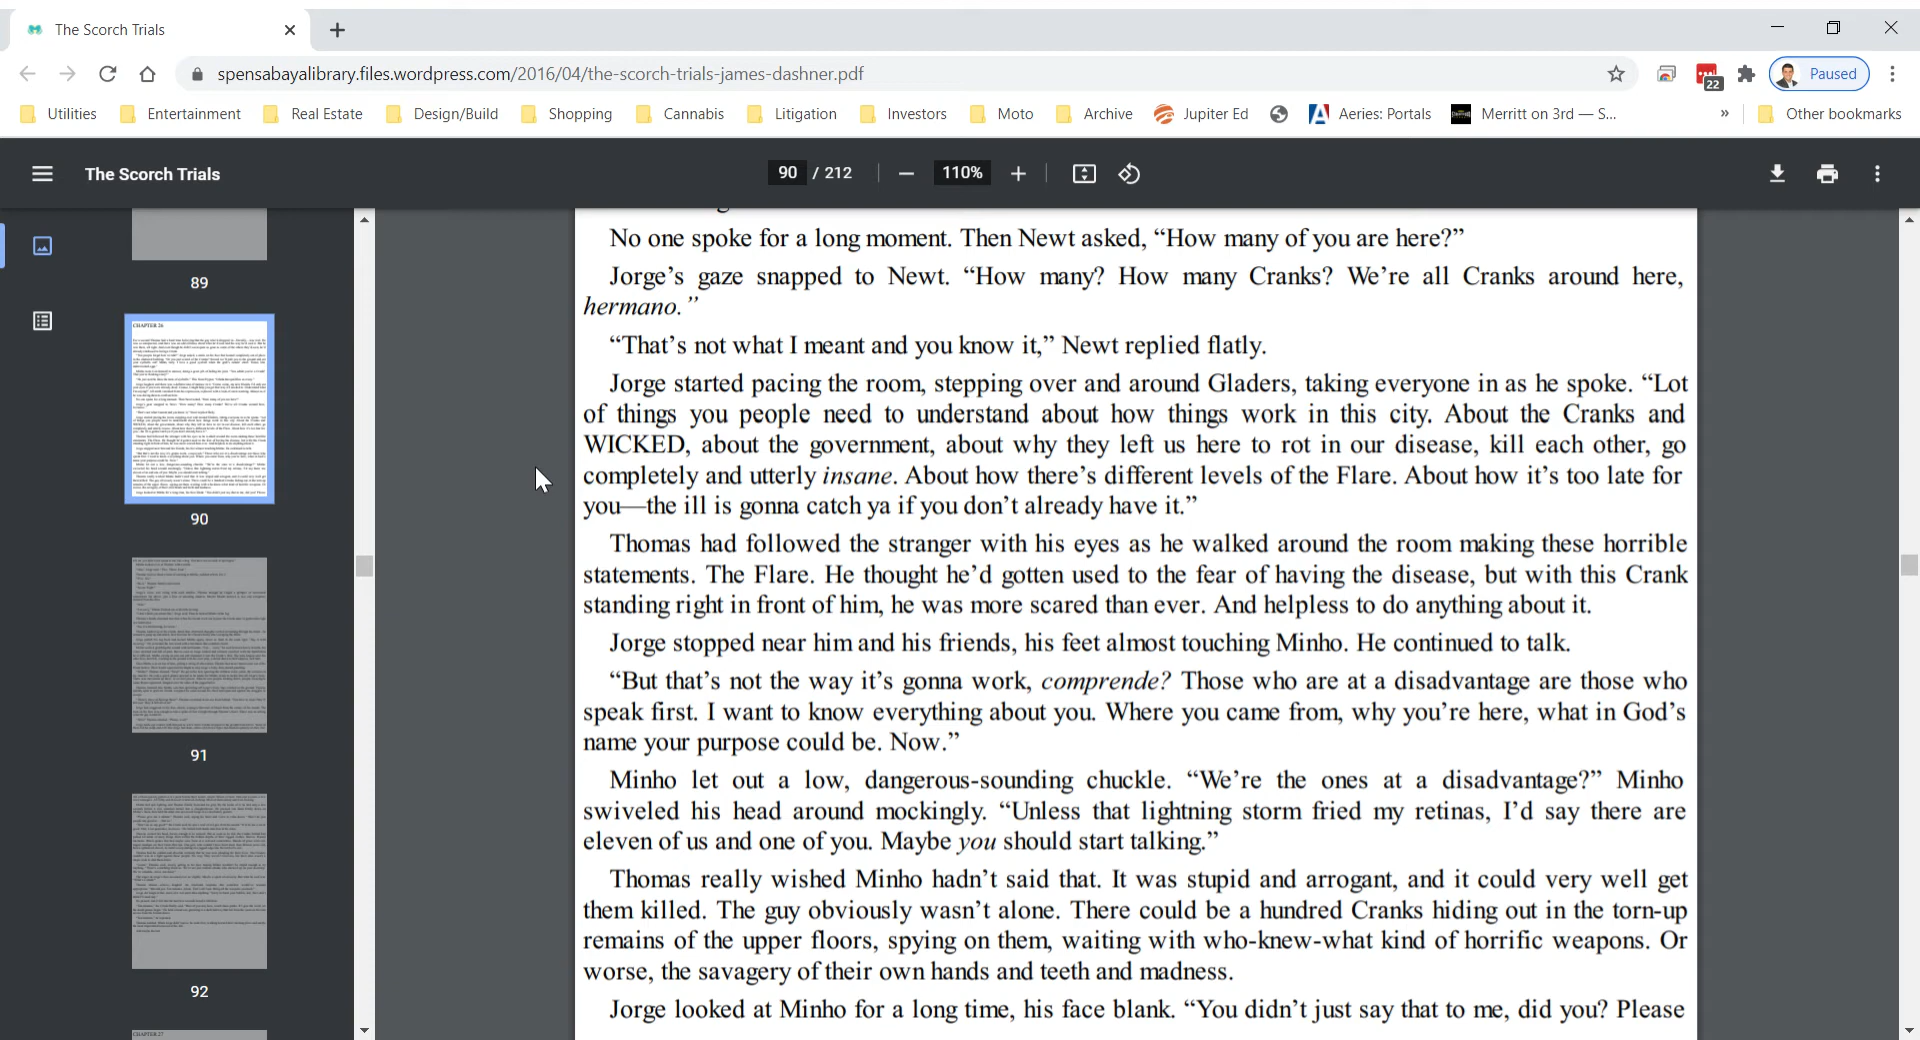 The Scorch Trials
spensabayalibrary.files.wordpress.com/2016/04/the-scorch-trials-james-dashner.pdf
22
Paused
Utilities
Entertainment
Real Estate
Design/Build
Shopping
Cannabis
Litigation
Investors
Moto
Archive
Jupiter Ed
Aeries: Portals
Merritt on 3rd — S...
»
Other bookmarks
The Scorch Trials
90 / 212
110%
89
CHAPTER 26
90
91
92
CHAPTER 27
No one spoke for a long moment. Then Newt asked, “How many of you are here?”
Jorge’s gaze snapped to Newt. “How many? How many Cranks? We’re all Cranks around here,
hermano.”
“That’s not what I meant and you know it,” Newt replied flatly.
Jorge started pacing the room, stepping over and around Gladers, taking everyone in as he spoke. “Lot
of things you people need to understand about how things work in this city. About the Cranks and
WICKED, about the government, about why they left us here to rot in our disease, kill each other, go
completely and utterly insane. About how there’s different levels of the Flare. About how it’s too late for
you—the ill is gonna catch ya if you don’t already have it.”
Thomas had followed the stranger with his eyes as he walked around the room making these horrible
statements. The Flare. He thought he’d gotten used to the fear of having the disease, but with this Crank
standing right in front of him, he was more scared than ever. And helpless to do anything about it.
Jorge stopped near him and his friends, his feet almost touching Minho. He continued to talk.
“But that’s not the way it’s gonna work, comprende? Those who are at a disadvantage are those who
speak first. I want to know everything about you. Where you came from, why you’re here, what in God’s
name your purpose could be. Now.”
Minho let out a low, dangerous-sounding chuckle. “We’re the ones at a disadvantage?” Minho
swiveled his head around mockingly. “Unless that lightning storm fried my retinas, I’d say there are
eleven of us and one of you. Maybe you should start talking.”
Thomas really wished Minho hadn’t said that. It was stupid and arrogant, and it could very well get
them killed. The guy obviously wasn’t alone. There could be a hundred Cranks hiding out in the torn-up
remains of the upper floors, spying on them, waiting with who-knew-what kind of horrific weapons. Or
worse, the savagery of their own hands and teeth and madness.
Jorge looked at Minho for a long time, his face blank. “You didn’t just say that to me, did you? Please